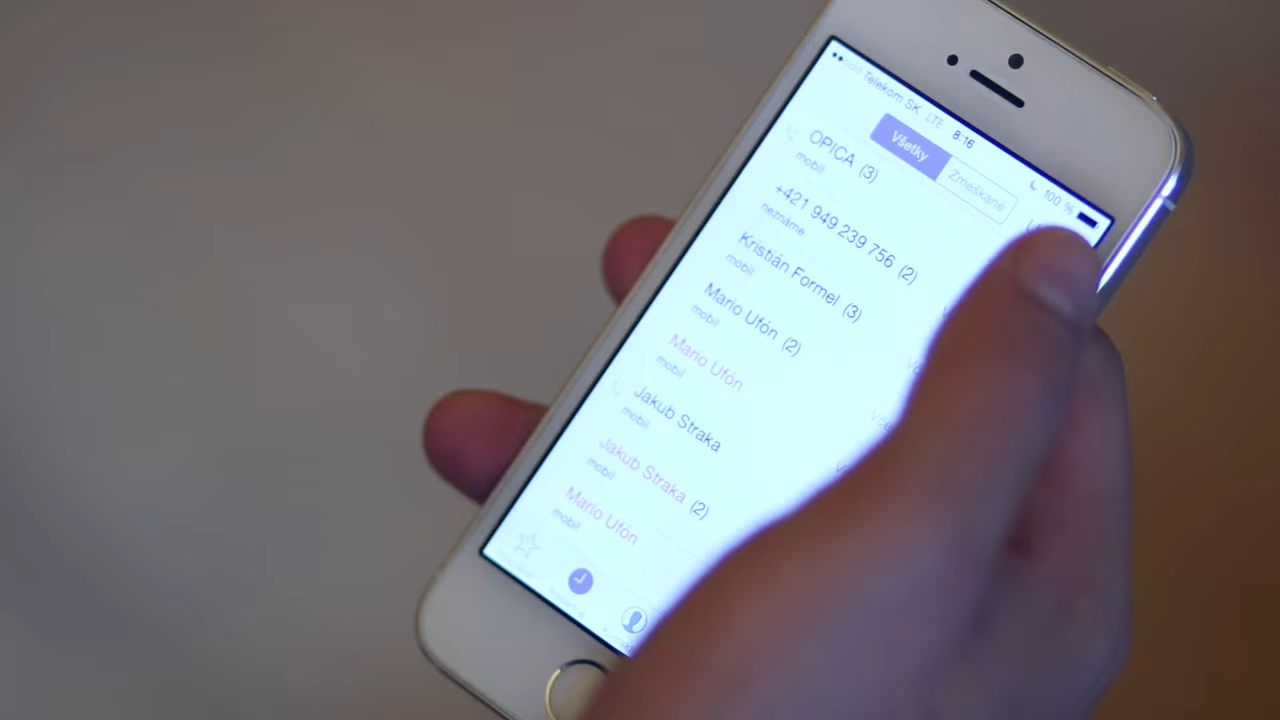 Telekom SK LTE 8:16 100 %
Všetky Zmeškané
OPICA (3)
mobil
+421 949 239 756 (2)
neznáme
Kristián Formel (3)
mobil
Mario Ufón (2)
mobil
Mario Ufón
mobil
Jakub Straka
mobil
Jakub Straka (2)
mobil
Mario Ufón
mobil